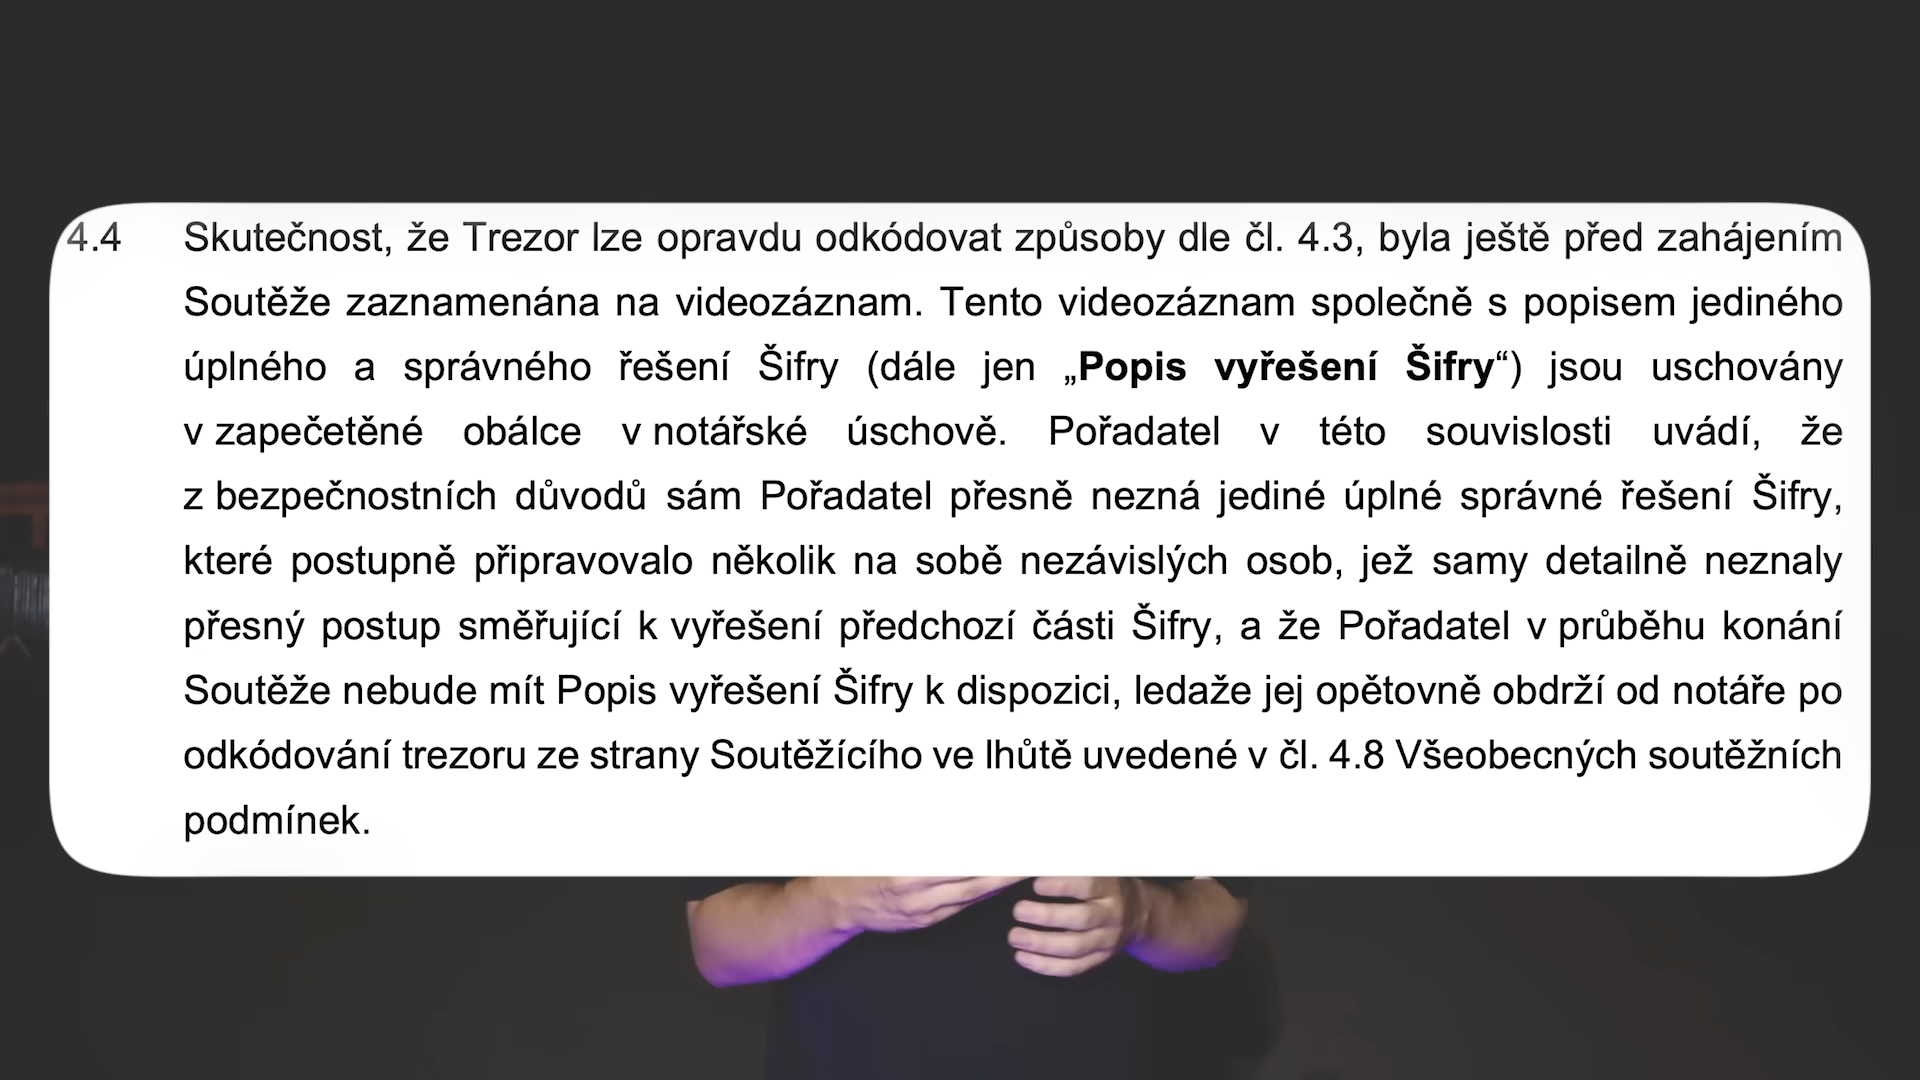 4.4 Skutečnost, že Trezor lze opravdu odkódovat způsoby dle čl. 4.3, byla ještě před zahájením
Soutěže zaznamenána na videozáznam. Tento videozáznam společně s popisem jediného
úplného a správného řešení Šifry (dále jen „Popis vyřešení Šifry“) jsou uschovány
v zapečetěné obálce v notářské úschově. Pořadatel v této souvislosti uvádí, že
z bezpečnostních důvodů sám Pořadatel přesně nezná jediné úplné správné řešení Šifry,
které postupně připravovalo několik na sobě nezávislých osob, jež samy detailně neznaly
přesný postup směřující k vyřešení předchozí části Šifry, a že Pořadatel v průběhu konání
Soutěže nebude mít Popis vyřešení Šifry k dispozici, ledaže jej opětovně obdrží od notáře po
odkódování trezoru ze strany Soutěžícího ve lhůtě uvedené v čl. 4.8 Všeobecných soutěžních
podmínek.